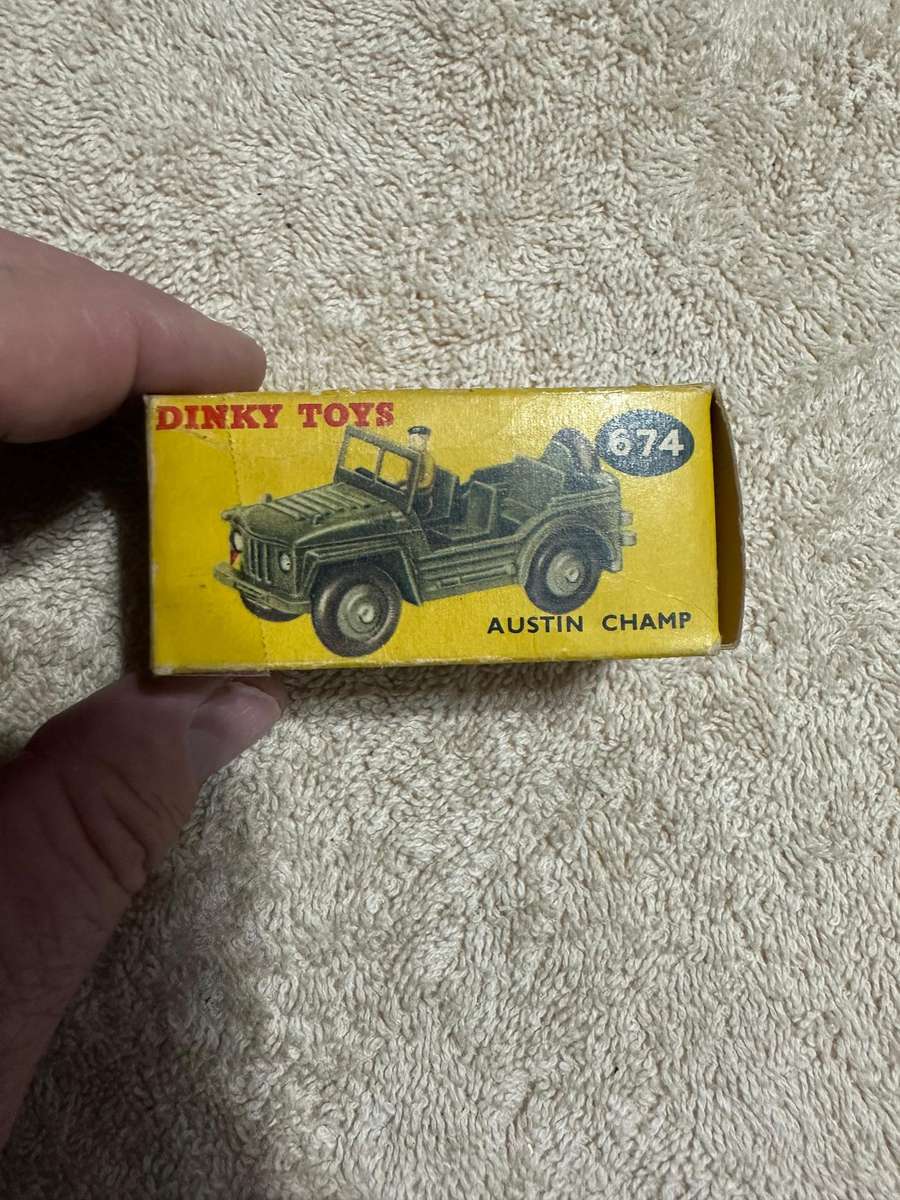 DINKY TOYS
674
AUSTIN CHAMP